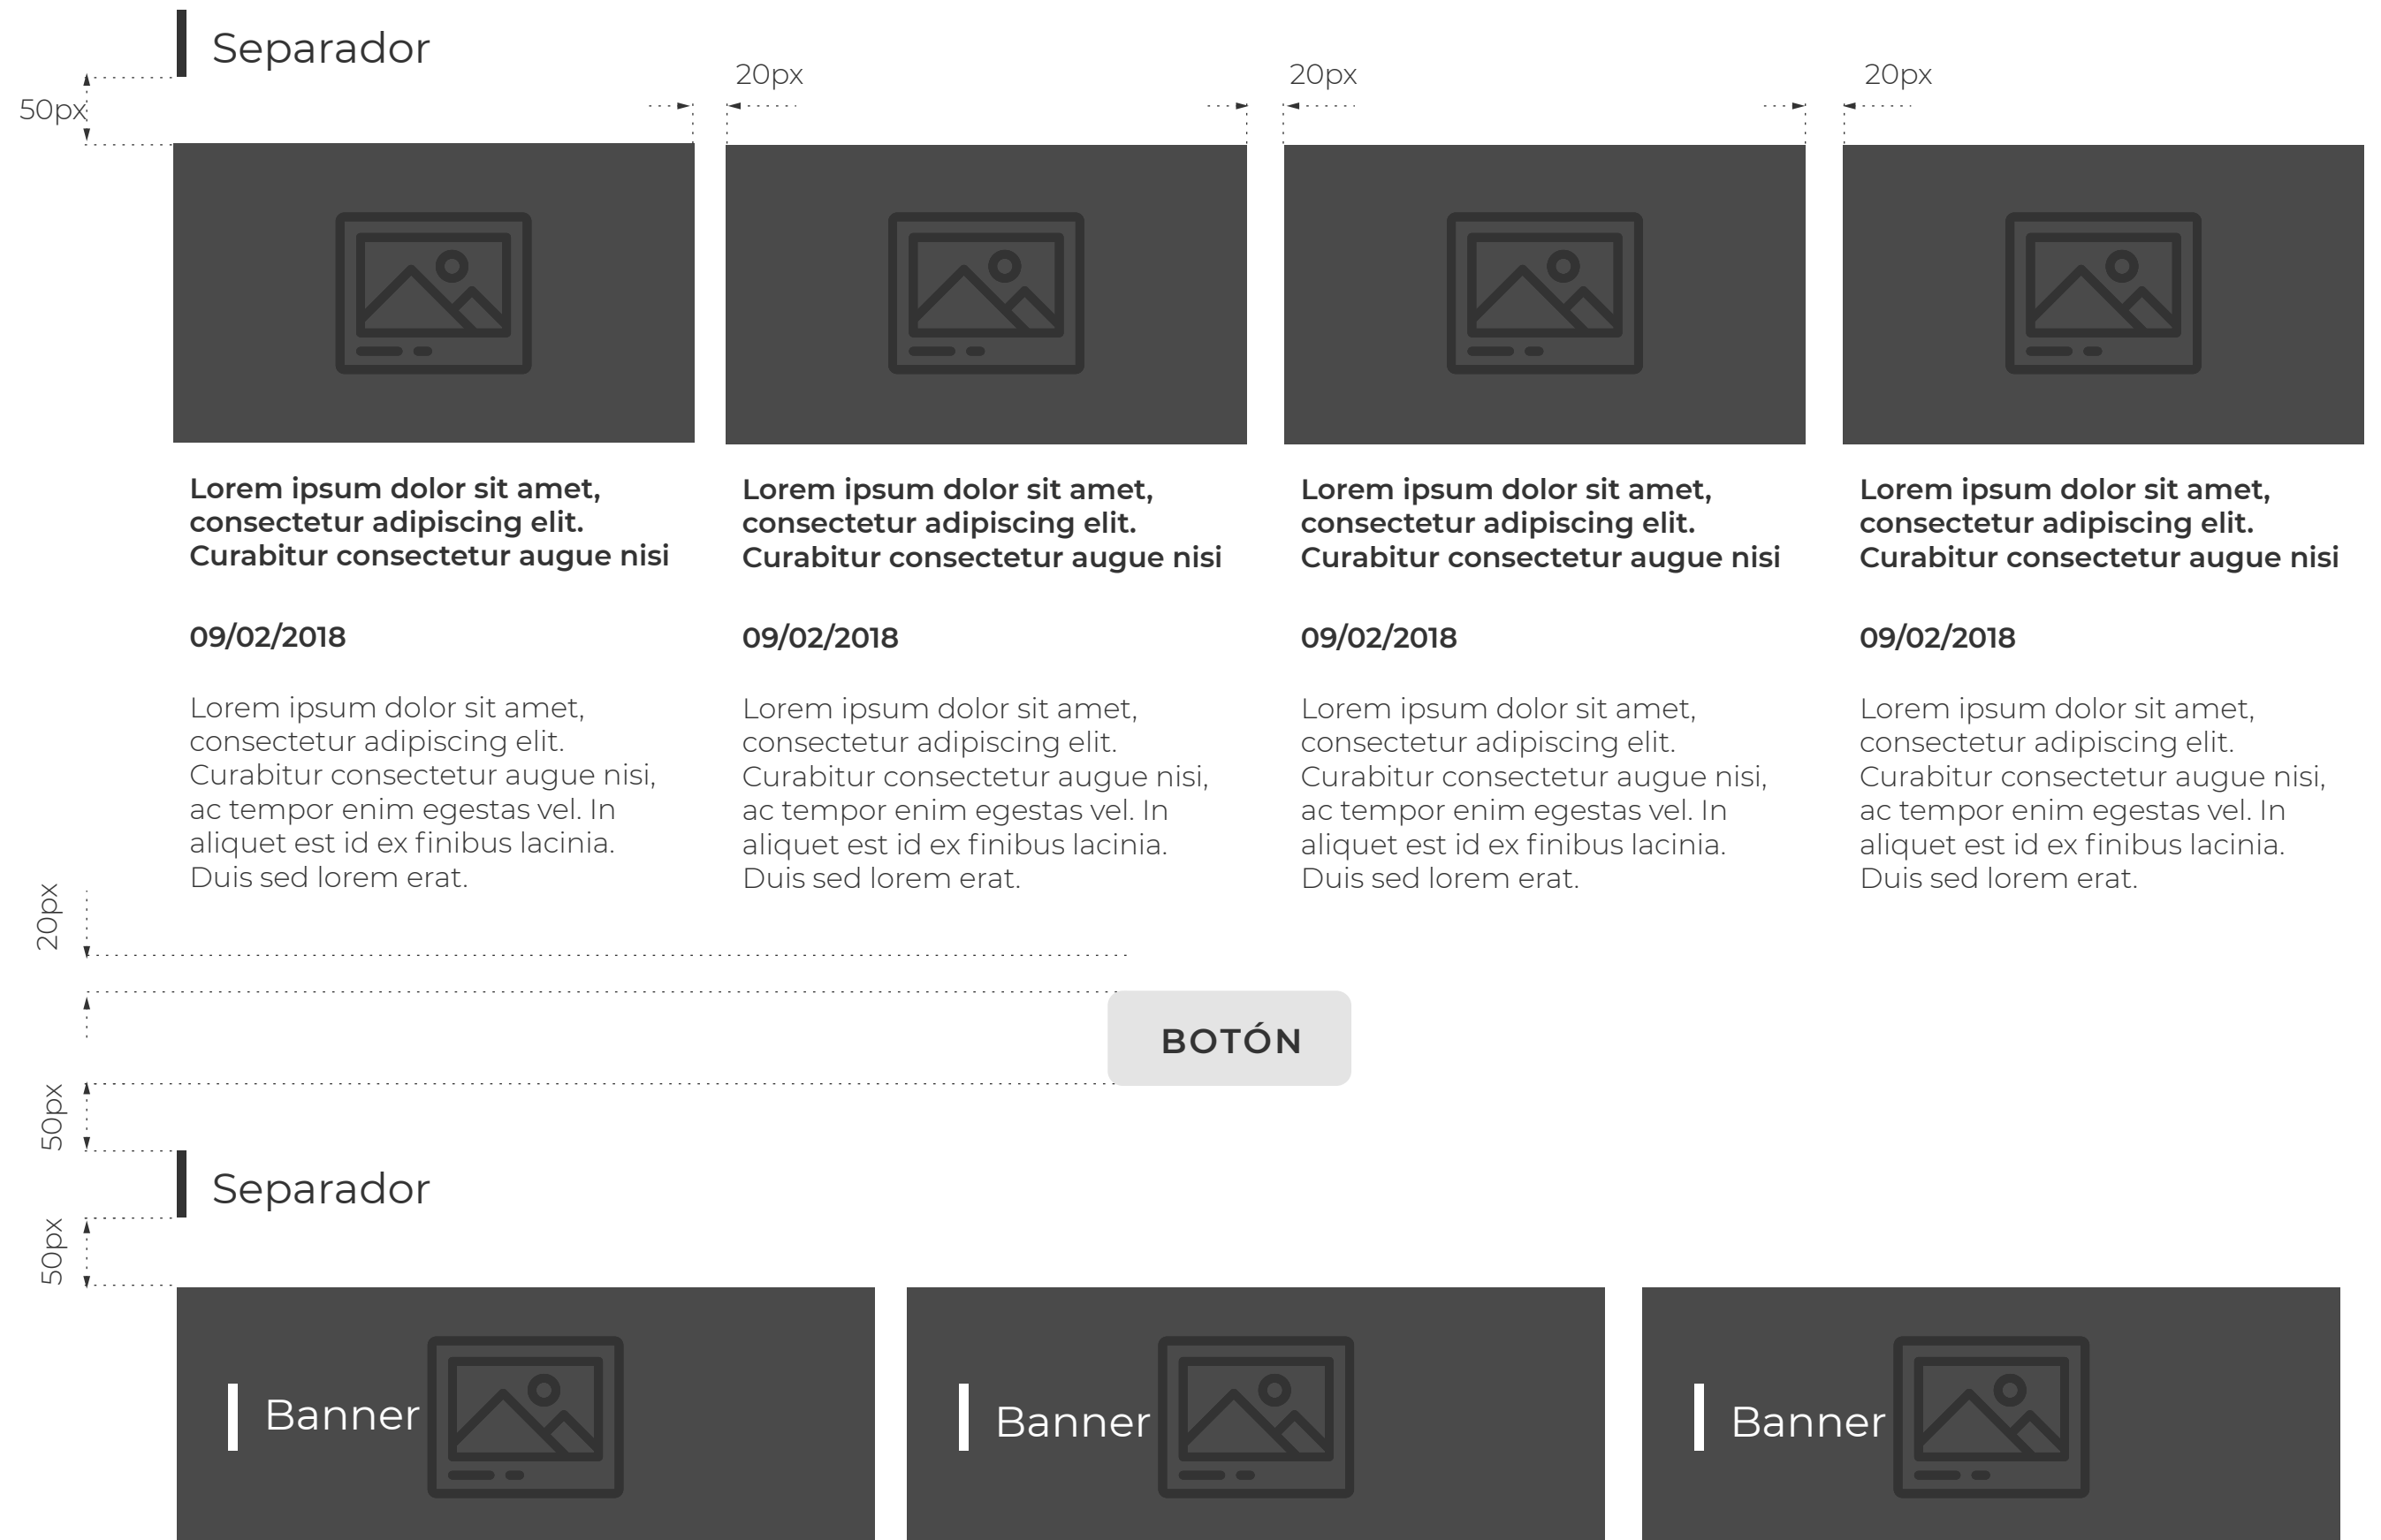 Separador
50px
20px
20px
20px
Lorem ipsum dolor sit amet,
consectetur adipiscing elit.
Curabitur consectetur augue nisi
09/02/2018
Lorem ipsum dolor sit amet,
consectetur adipiscing elit.
Curabitur consectetur augue nisi,
ac tempor enim egestas vel. In
aliquet est id ex finibus lacinia.
Duis sed lorem erat.
Lorem ipsum dolor sit amet,
consectetur adipiscing elit.
Curabitur consectetur augue nisi
09/02/2018
Lorem ipsum dolor sit amet,
consectetur adipiscing elit.
Curabitur consectetur augue nisi,
ac tempor enim egestas vel. In
aliquet est id ex finibus lacinia.
Duis sed lorem erat.
Lorem ipsum dolor sit amet,
consectetur adipiscing elit.
Curabitur consectetur augue nisi
09/02/2018
Lorem ipsum dolor sit amet,
consectetur adipiscing elit.
Curabitur consectetur augue nisi,
ac tempor enim egestas vel. In
aliquet est id ex finibus lacinia.
Duis sed lorem erat.
Lorem ipsum dolor sit amet,
consectetur adipiscing elit.
Curabitur consectetur augue nisi
09/02/2018
Lorem ipsum dolor sit amet,
consectetur adipiscing elit.
Curabitur consectetur augue nisi,
ac tempor enim egestas vel. In
aliquet est id ex finibus lacinia.
Duis sed lorem erat.
20px
BOTÓN
50px
Separador
50px
Banner
Banner
Banner